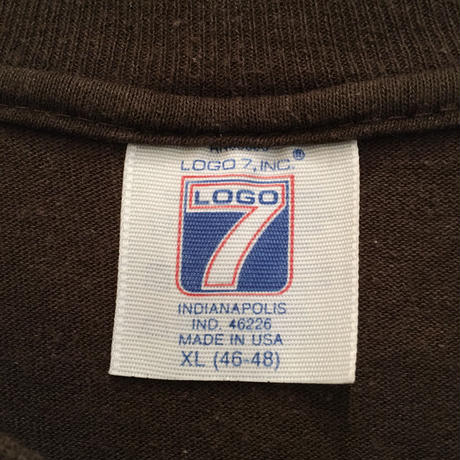 LOGO 7, INC.®
LOGO
7
INDIANAPOLIS
IND. 46226
MADE IN USA
XL (46-48)